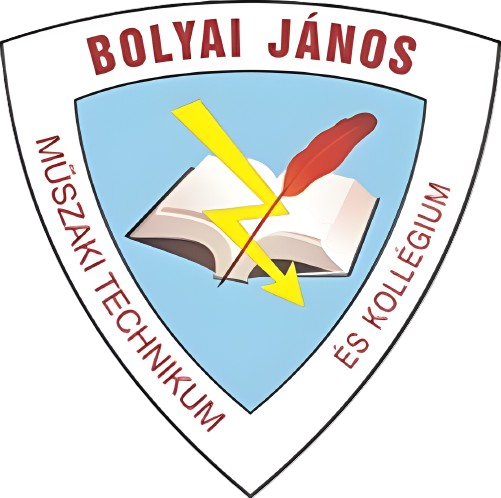 BOLYAI JÁNOS
MŰSZAKI TECHNIKUM
ÉS KOLLÉGIUM